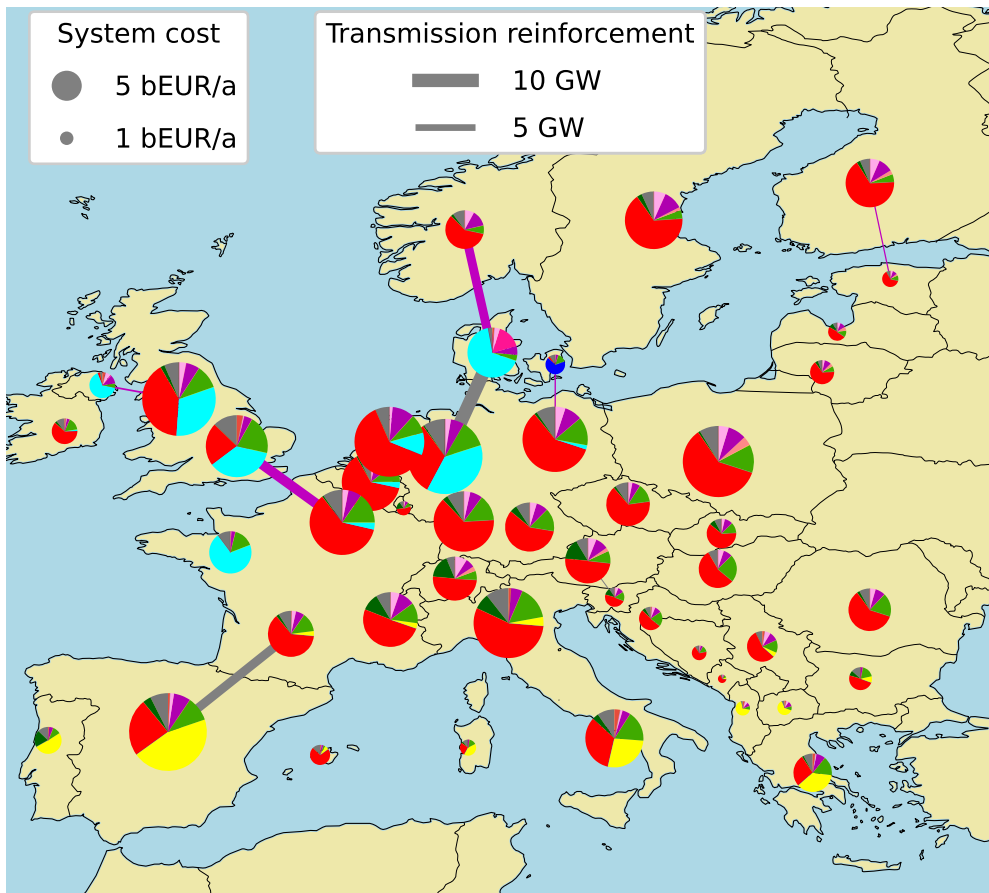 System cost
5 bEUR/a
1 bEUR/a
Transmission reinforcement
10 GW
5 GW